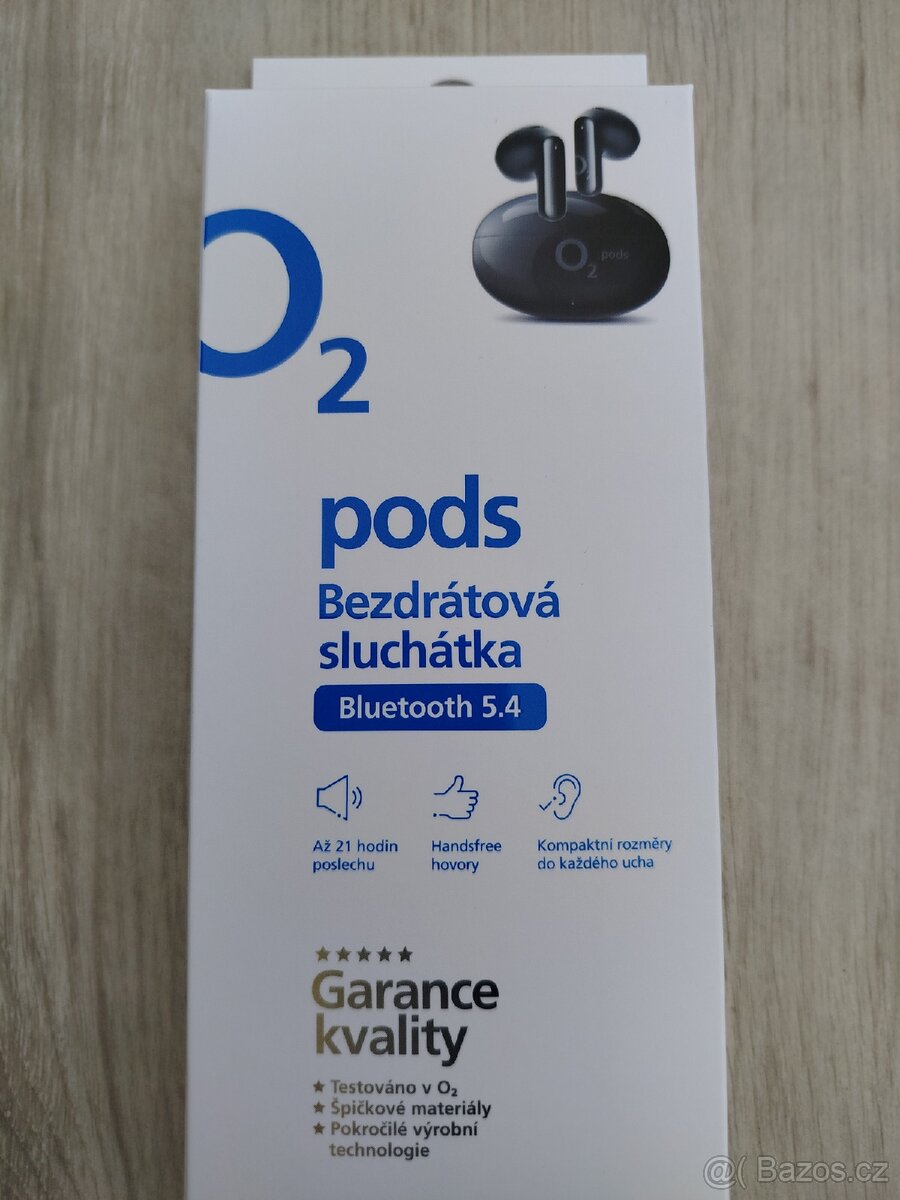 O2
pods
O2
pods
Bezdrátová
sluchátka
Bluetooth 5.4
Až 21 hodin
poslechu
Handsfree
hovory
Kompaktní rozměry
do každého ucha
Garance
kvality
Testováno v O₂
Špičkové materiály
Pokročilé výrobní
technologie
@( Bazos.cz